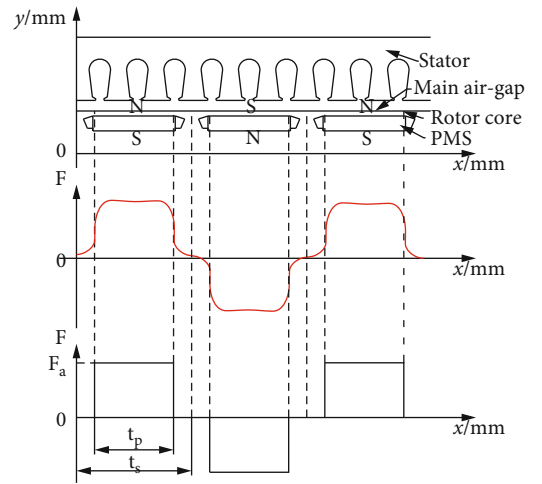 y/mm
Stator
Main air-gap
N S N
Rotor core
S N S
PMS
0
x/mm
F
0
x/mm
F
Fa
0
x/mm
tp
ts